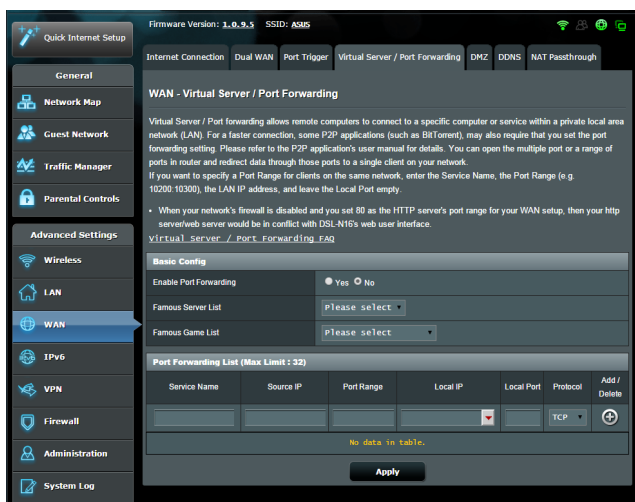 Quick Internet Setup
General
Network Map
Guest Network
Traffic Manager
Parental Controls
Advanced Settings
Wireless
LAN
WAN
IPv6
VPN
Firewall
Administration
System Log
Firmware Version: 1.0.9.5 SSID: ASUS
Internet Connection Dual WAN Port Trigger Virtual Server / Port Forwarding DMZ DDNS NAT Passthrough
WAN - Virtual Server / Port Forwarding
Virtual Server / Port forwarding allows remote computers to connect to a specific computer or service within a private local area
network (LAN). For a faster connection, some P2P applications (such as BitTorrent), may also require that you set the port
forwarding setting. Please refer to the P2P application's user manual for details. You can open the multiple port or a range of
ports in router and redirect data through those ports to a single client on your network.
If you want to specify a Port Range for clients on the same network, enter the Service Name, the Port Range (e.g.
10200:10300), the LAN IP address, and leave the Local Port empty.
• When your network's firewall is disabled and you set 80 as the HTTP server's port range for your WAN setup, then your http
server/web server would be in conflict with DSL-N16's web user interface.
Virtual Server / Port Forwarding FAQ
Basic Config
Enable Port Forwarding Yes No
Famous Server List Please select
Famous Game List Please select
Port Forwarding List (Max Limit : 32)
Service Name Source IP Port Range Local IP Local Port Protocol Add / Delete
TCP
No data in table.
Apply